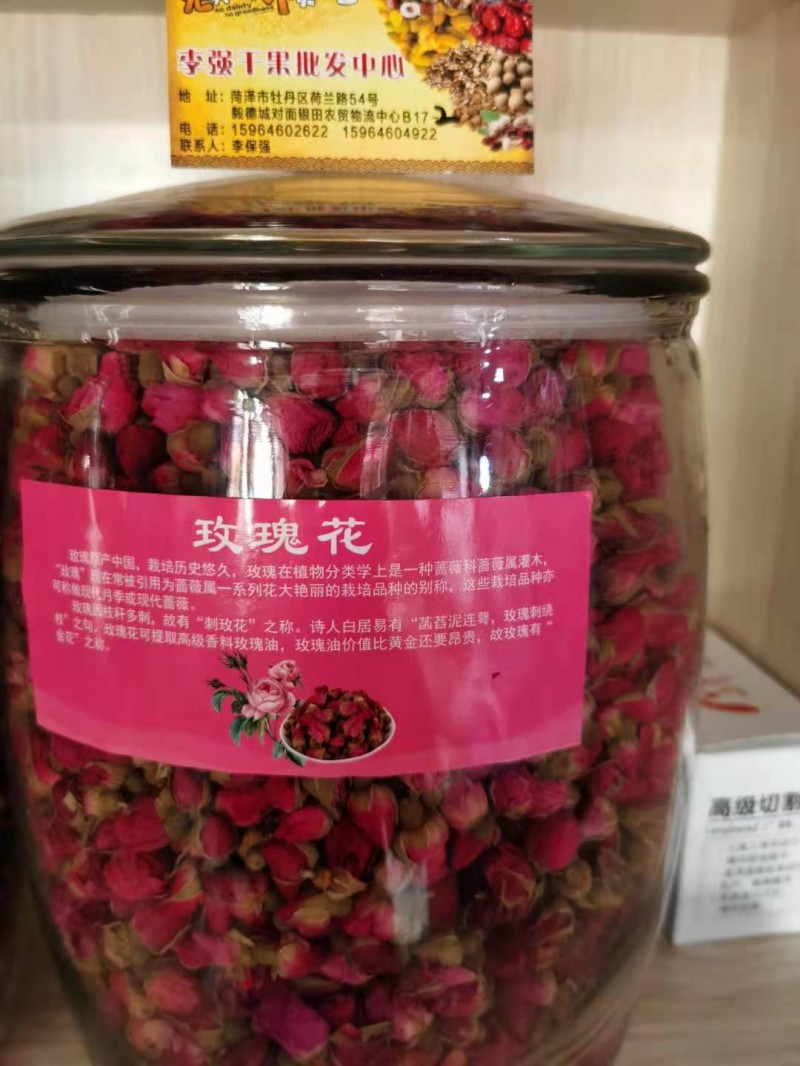 no dainty
no grandness
李强干果批发中心
地 址：菏泽市牡丹区荷兰路54号
毅德城对面银田农贸物流中心B17
电 话：15964602622 15964604922
联系人：李保强
玫瑰花
玫瑰原产中国，栽培历史悠久，玫瑰在植物分类学上是一种蔷薇科蔷薇属灌木，
“玫瑰”现在常被引用为蔷薇属一系列花大艳丽的栽培品种的别称，这些栽培品种亦
可称做现代月季或现代蔷薇。
玫瑰因枝秆多刺，故有“刺玫花”之称。诗人白居易有“菡萏泥连萼，玫瑰刺绕
枝”之句。玫瑰花可提取高级香料玫瑰油，玫瑰油价值比黄金还要昂贵，故玫瑰有“
金花”之称。
高级切割